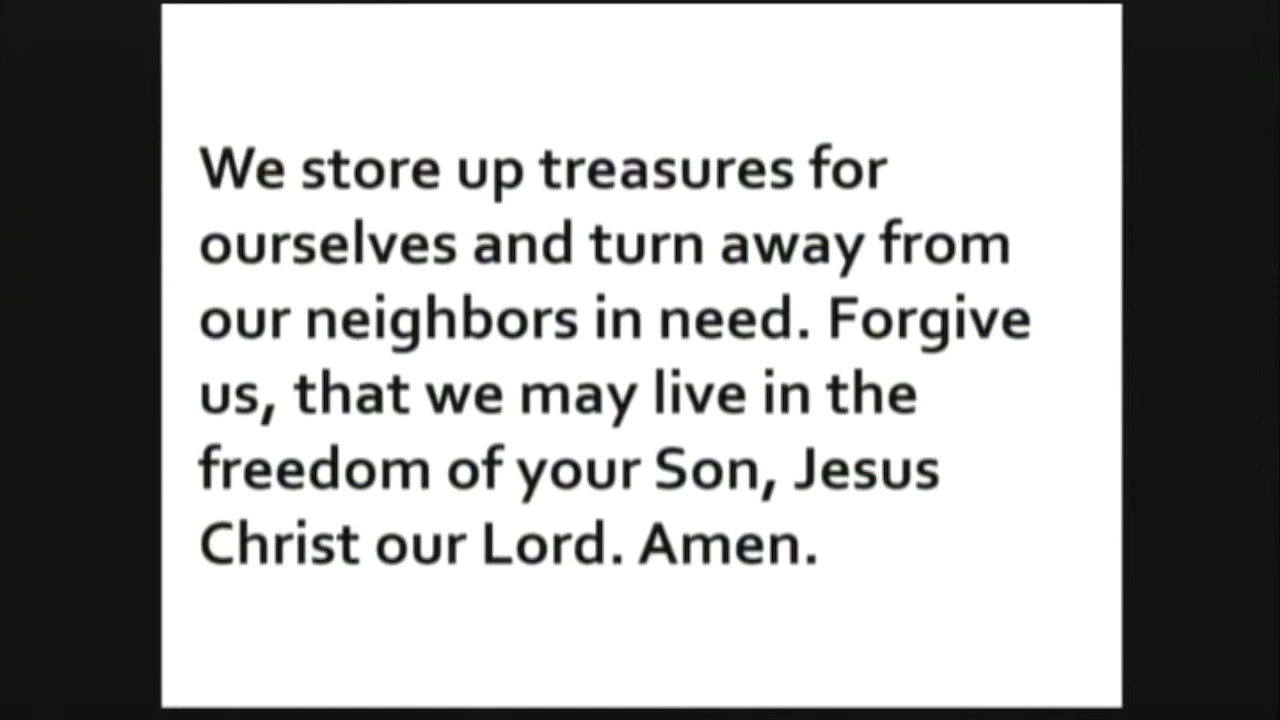 We store up treasures for
ourselves and turn away from
our neighbors in need. Forgive
us, that we may live in the
freedom of your Son, Jesus
Christ our Lord. Amen.